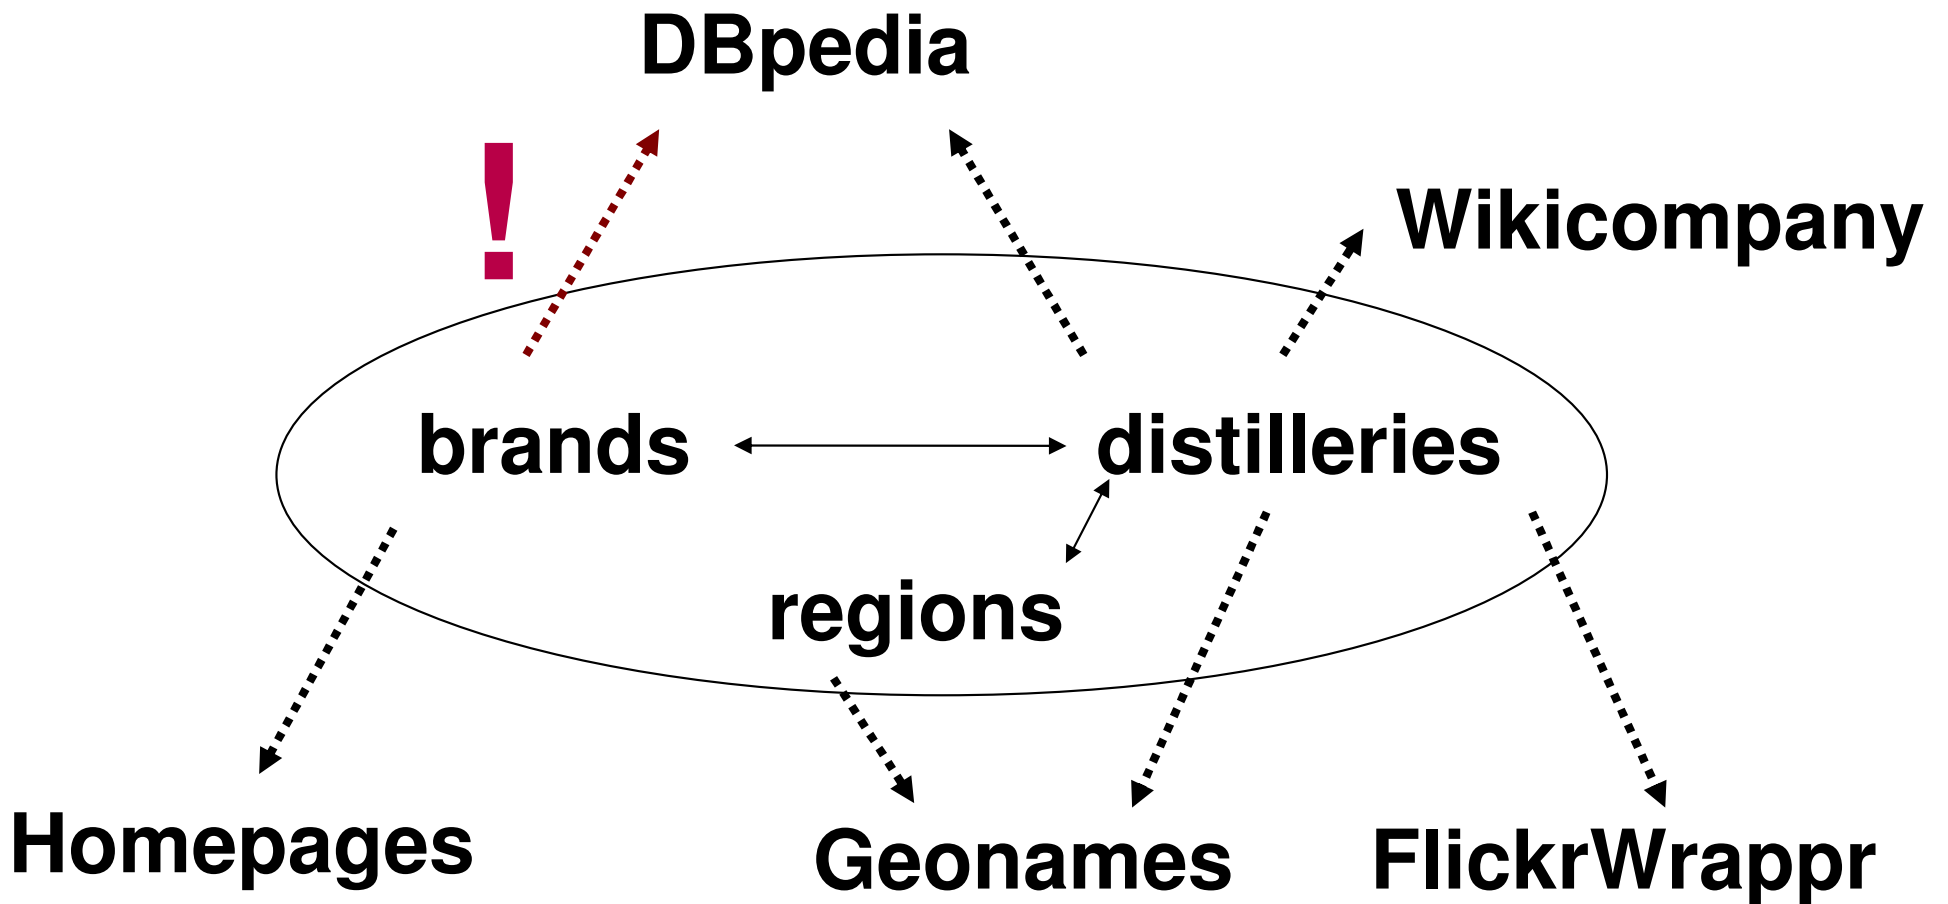 DBpedia
!
Wikicompany
brands
distilleries
regions
Homepages
Geonames
FlickrWrappr